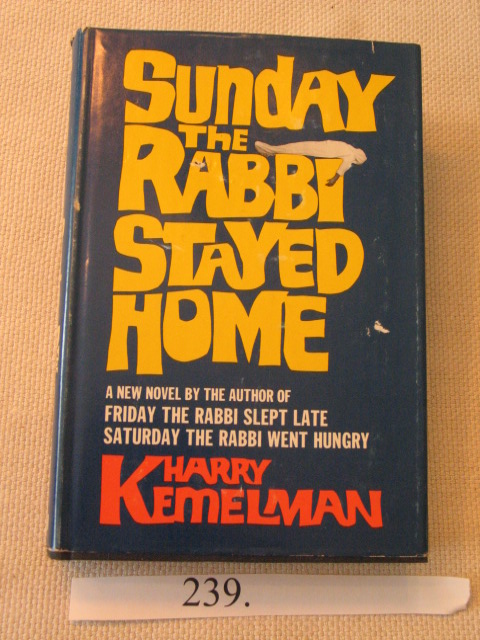 SunDAY
THE
RABBI
STAYED
HOME
A NEW NOVEL BY THE AUTHOR OF
FRIDAY THE RABBI SLEPT LATE
SATURDAY THE RABBI WENT HUNGRY
HARRY
KEMELMAN
239.